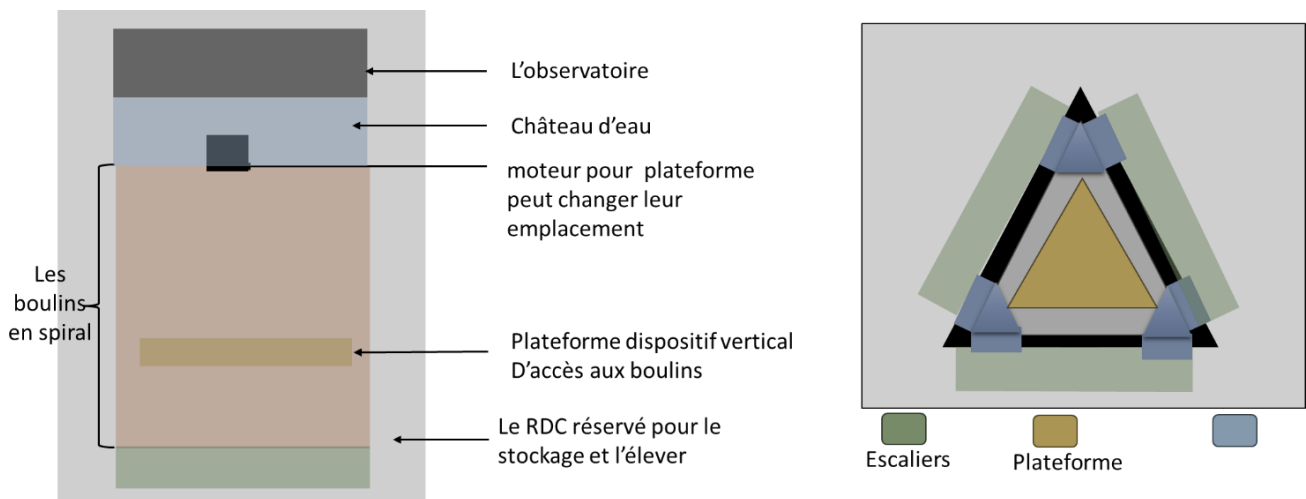 L'observatoire
Château d'eau
moteur pour plateforme
peut changer leur
emplacement
Les
boulins
en spiral
Plateforme dispositif vertical
D'accès aux boulins
Le RDC réservé pour le
stockage et l'élever
Escaliers
Plateforme